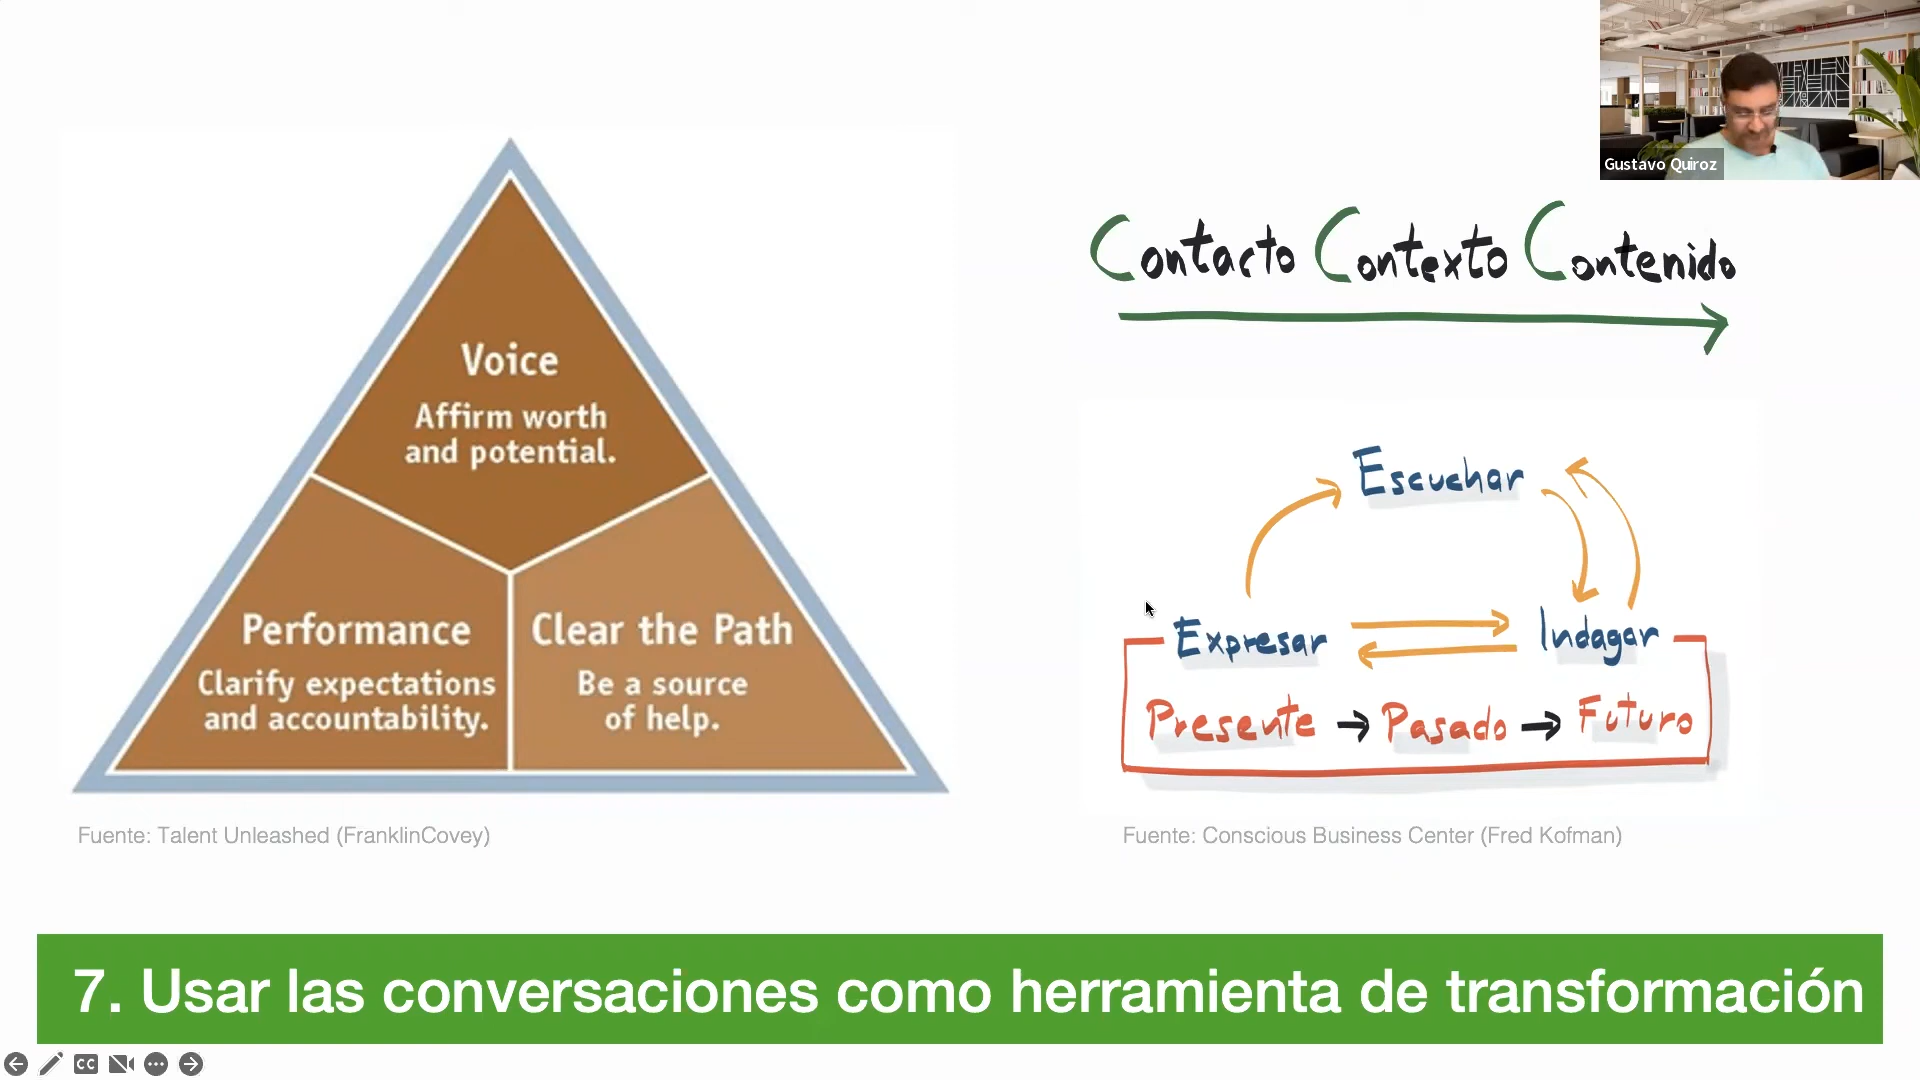 Gustavo Quiroz
Voice
Affirm worth
and potential.
Performance
Clarify expectations
and accountability.
Clear the Path
Be a source
of help.
Fuente: Talent Unleashed (FranklinCovey)
Contacto Contexto Contenido
Escuchar
Expresar
Indagar
Presente → Pasado → Futuro
Fuente: Conscious Business Center (Fred Kofman)
7. Usar las conversaciones como herramienta de transformación
CC